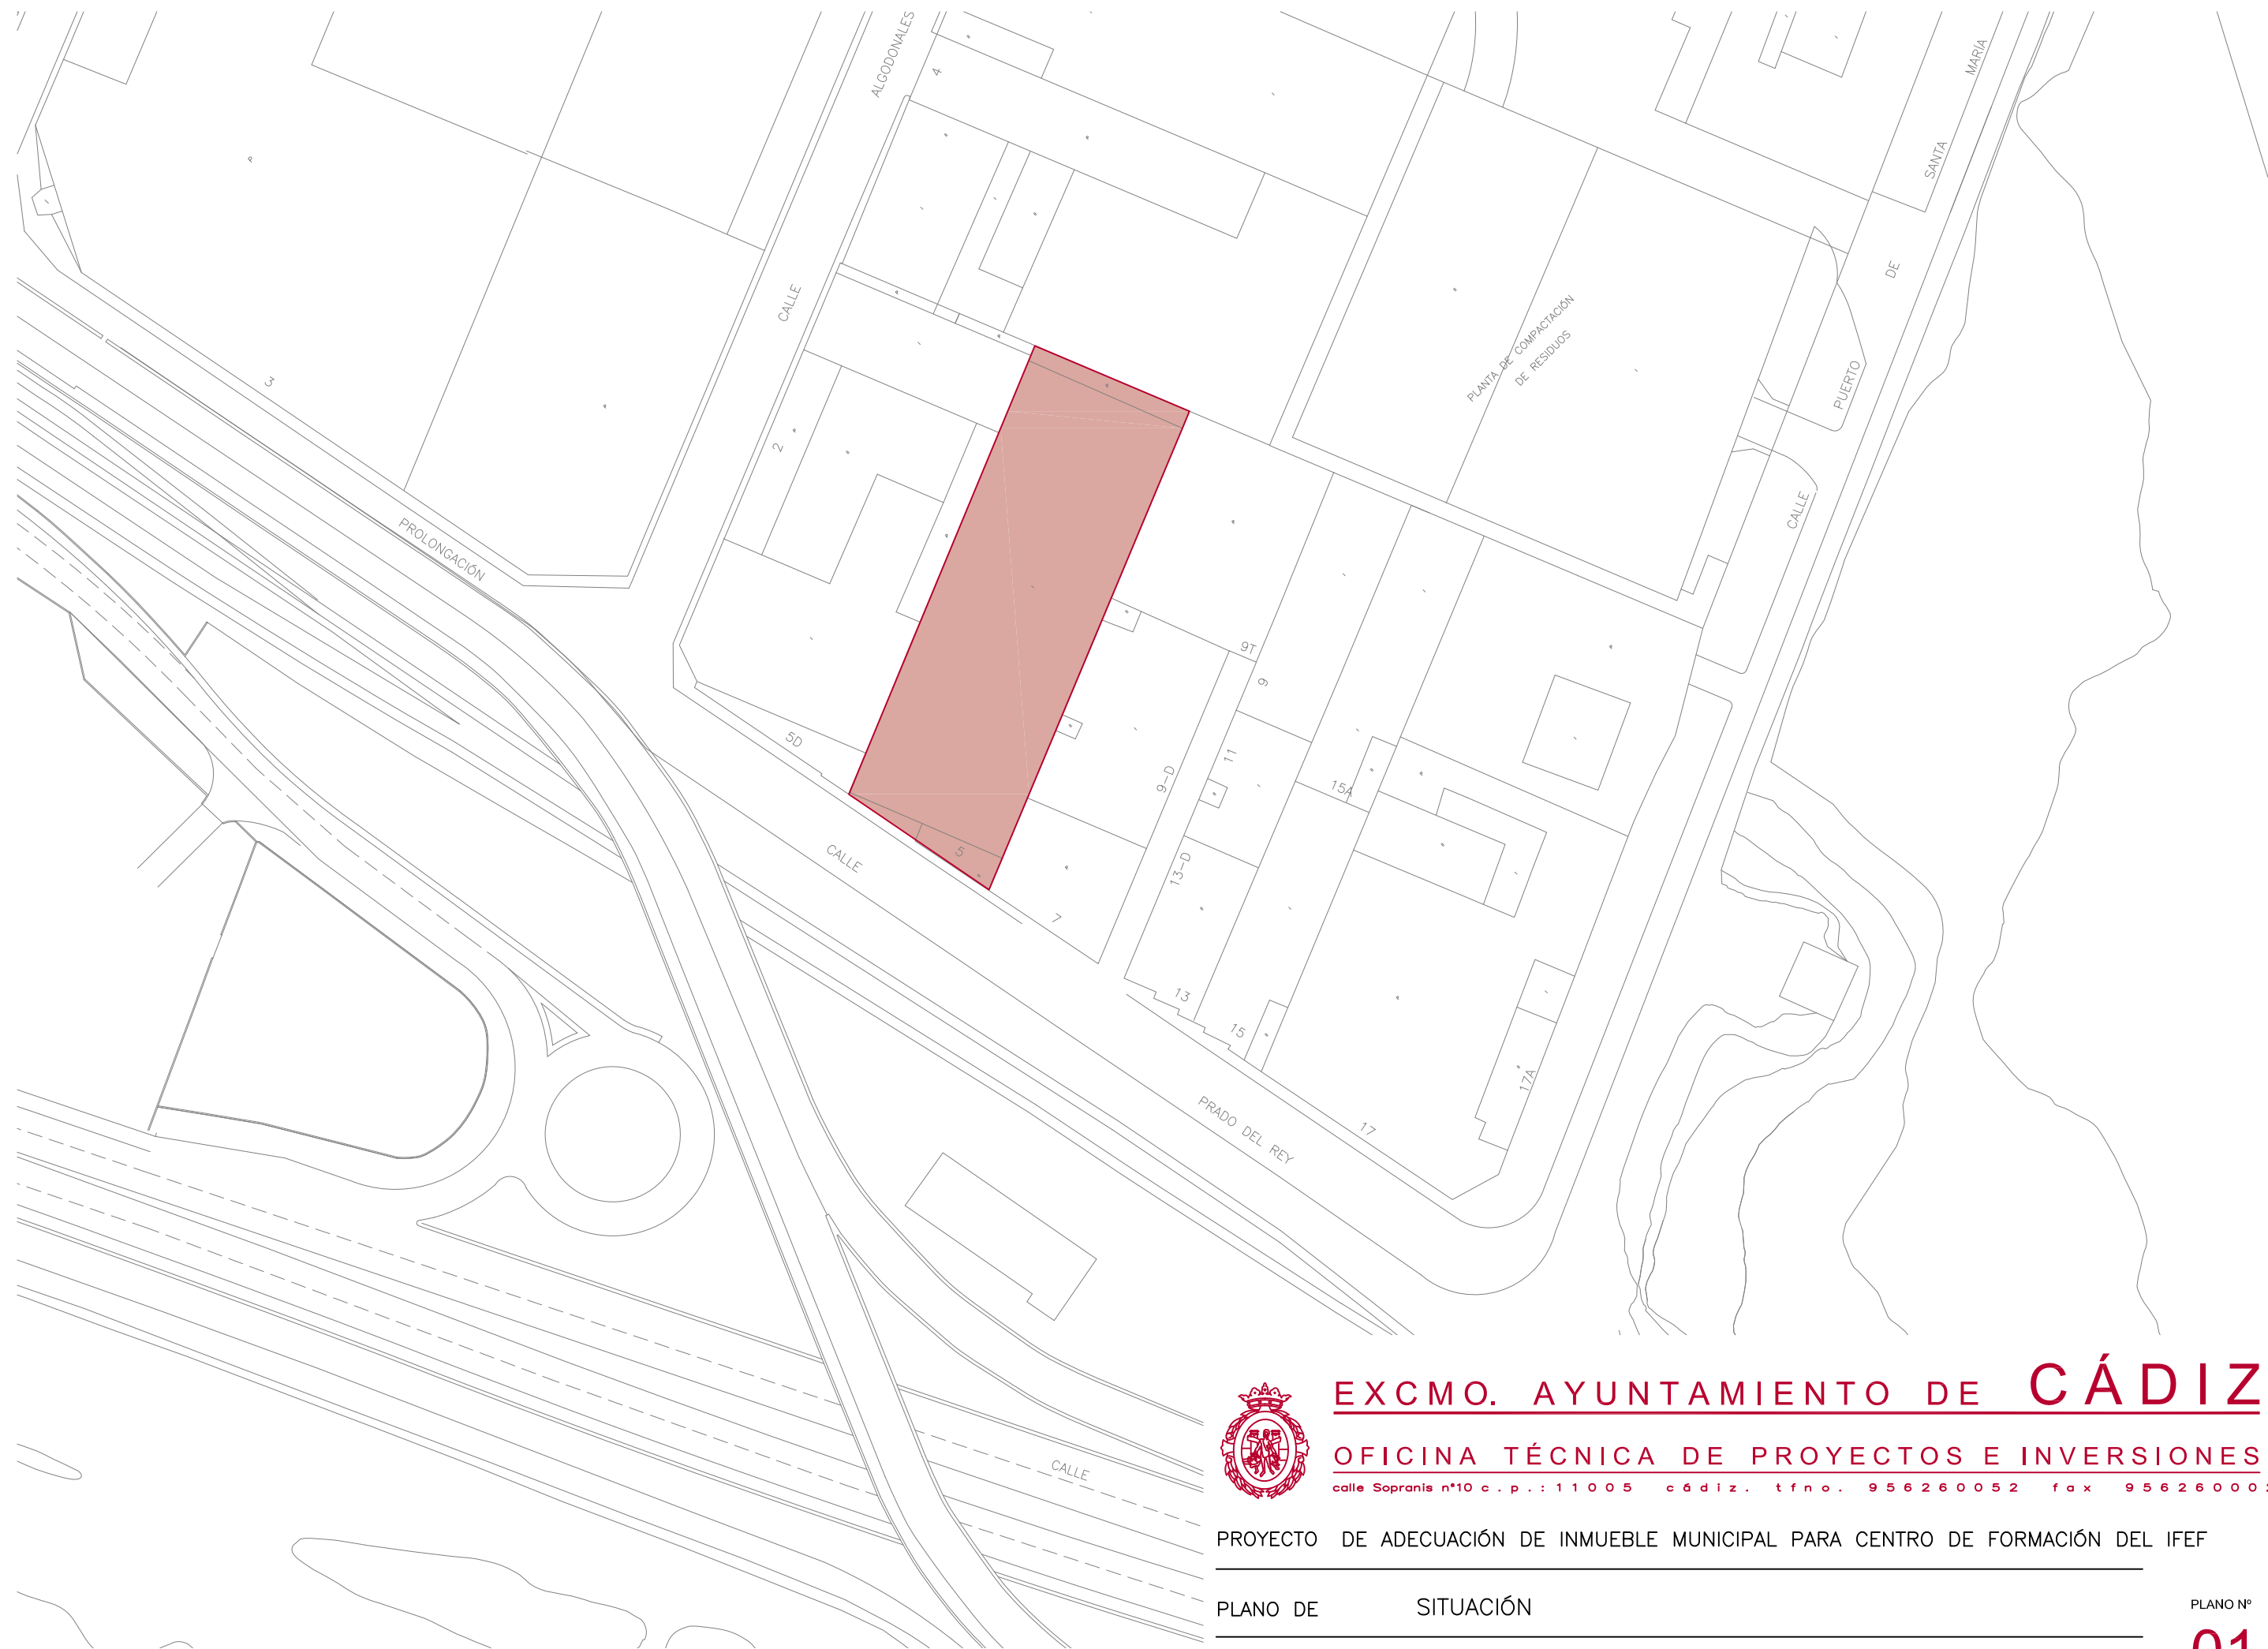 ALGODONALES
4
CALLE
MARÍA
SANTA
DE
PUERTO
CALLE
PLANTA DE COMPACTACIÓN
DE RESIDUOS
P
3
2
PROLONGACIÓN
9T
9
5D
11
9-D
15A
CALLE
5
13-D
7
13
15
17A
17
PRADO DEL REY
CALLE
EXCMO. AYUNTAMIENTO DE CÁDIZ
OFICINA TÉCNICA DE PROYECTOS E INVERSIONES
calle Sopranis nº10 c.p.: 11005 cádiz. tfno. 956260052 fax
PROYECTO DE ADECUACIÓN DE INMUEBLE MUNICIPAL PARA CENTRO DE FORMACIÓN DEL IFEF
PLANO DE SITUACIÓN
PLANO Nº
01